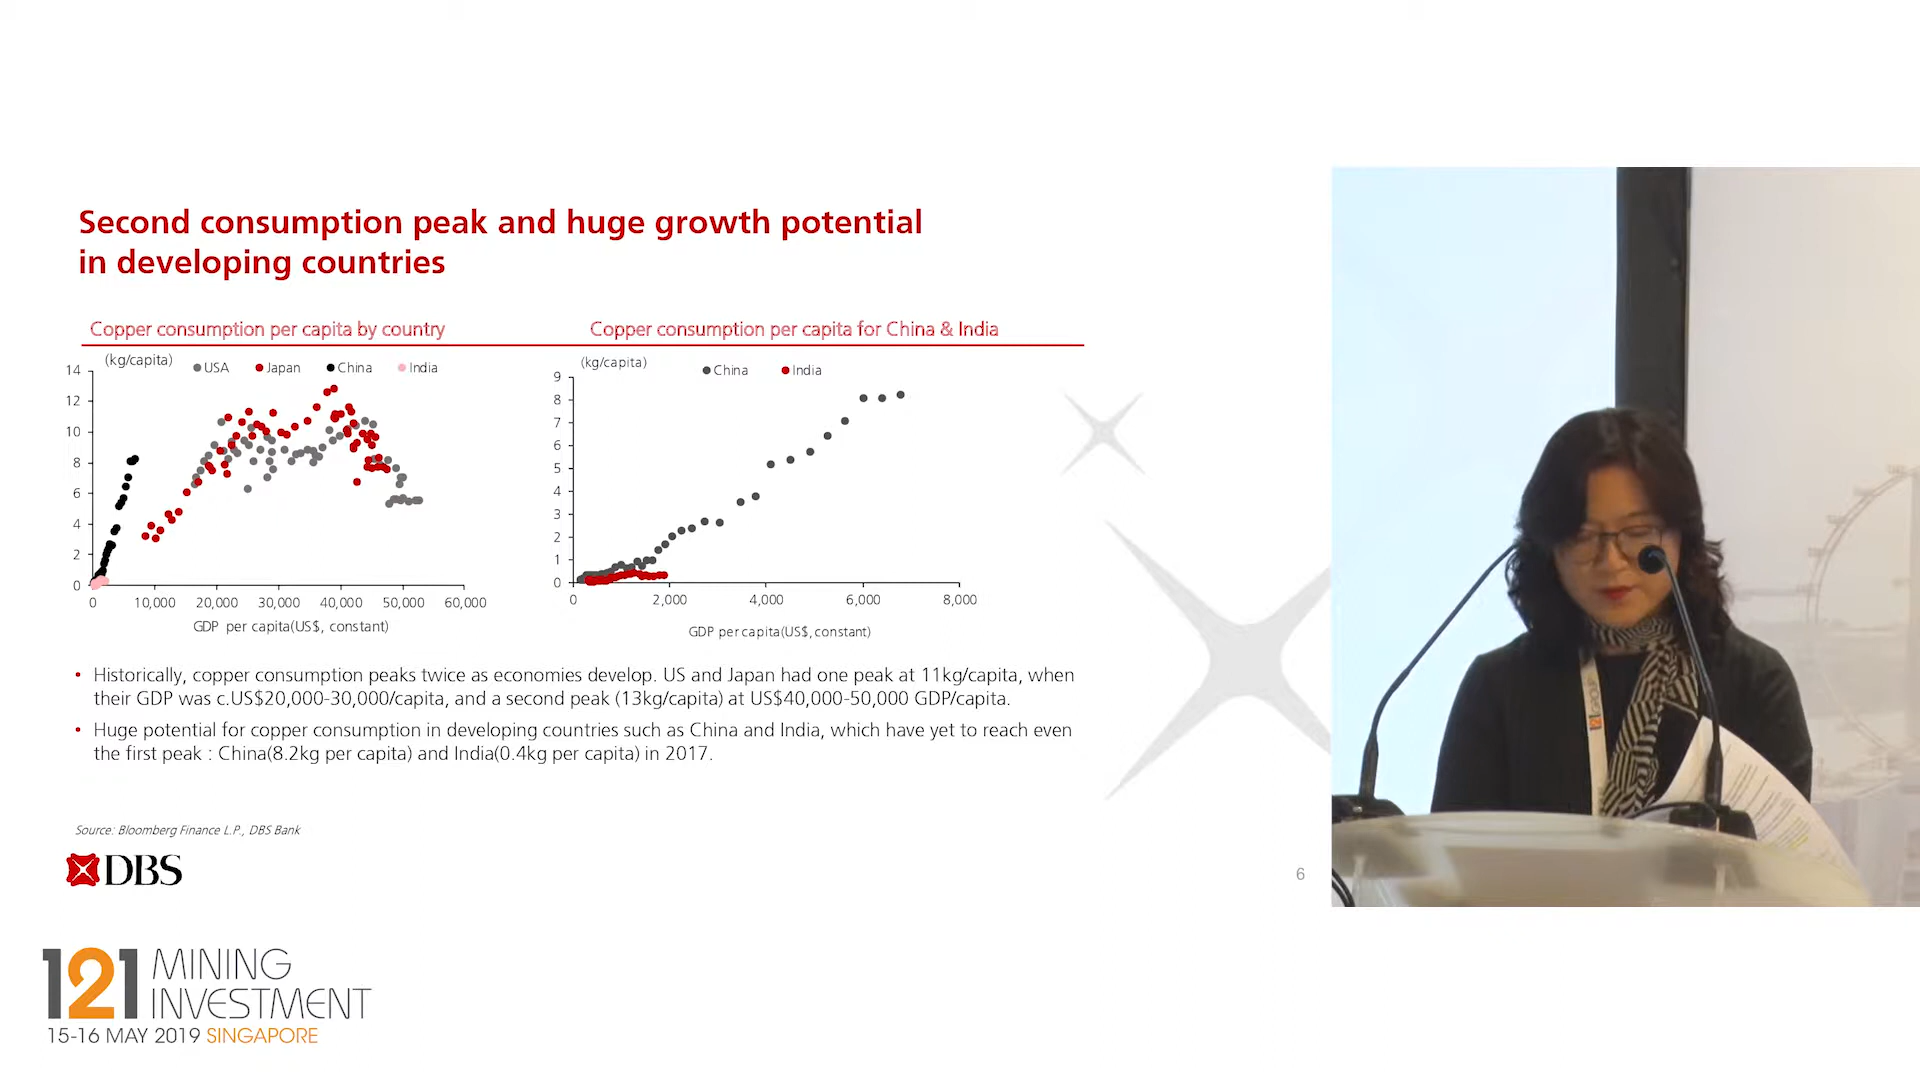 Second consumption peak and huge growth potential
in developing countries
Copper consumption per capita by country
(kg/capita)
USA Japan China India
14
12
10
8
6
4
2
0
0 10,000 20,000 30,000 40,000 50,000 60,000
GDP per capita(US$, constant)
Copper consumption per capita for China & India
(kg/capita)
China India
9
8
7
6
5
4
3
2
1
0
0 2,000 4,000 6,000 8,000
GDP per capita(US$, constant)
• Historically, copper consumption peaks twice as economies develop. US and Japan had one peak at 11kg/capita, when
their GDP was c.US$20,000-30,000/capita, and a second peak (13kg/capita) at US$40,000-50,000 GDP/capita.
• Huge potential for copper consumption in developing countries such as China and India, which have yet to reach even
the first peak : China(8.2kg per capita) and India(0.4kg per capita) in 2017.
Source: Bloomberg Finance L.P., DBS Bank
DBS
6
121 MINING
INVESTMENT
15-16 MAY 2019 SINGAPORE